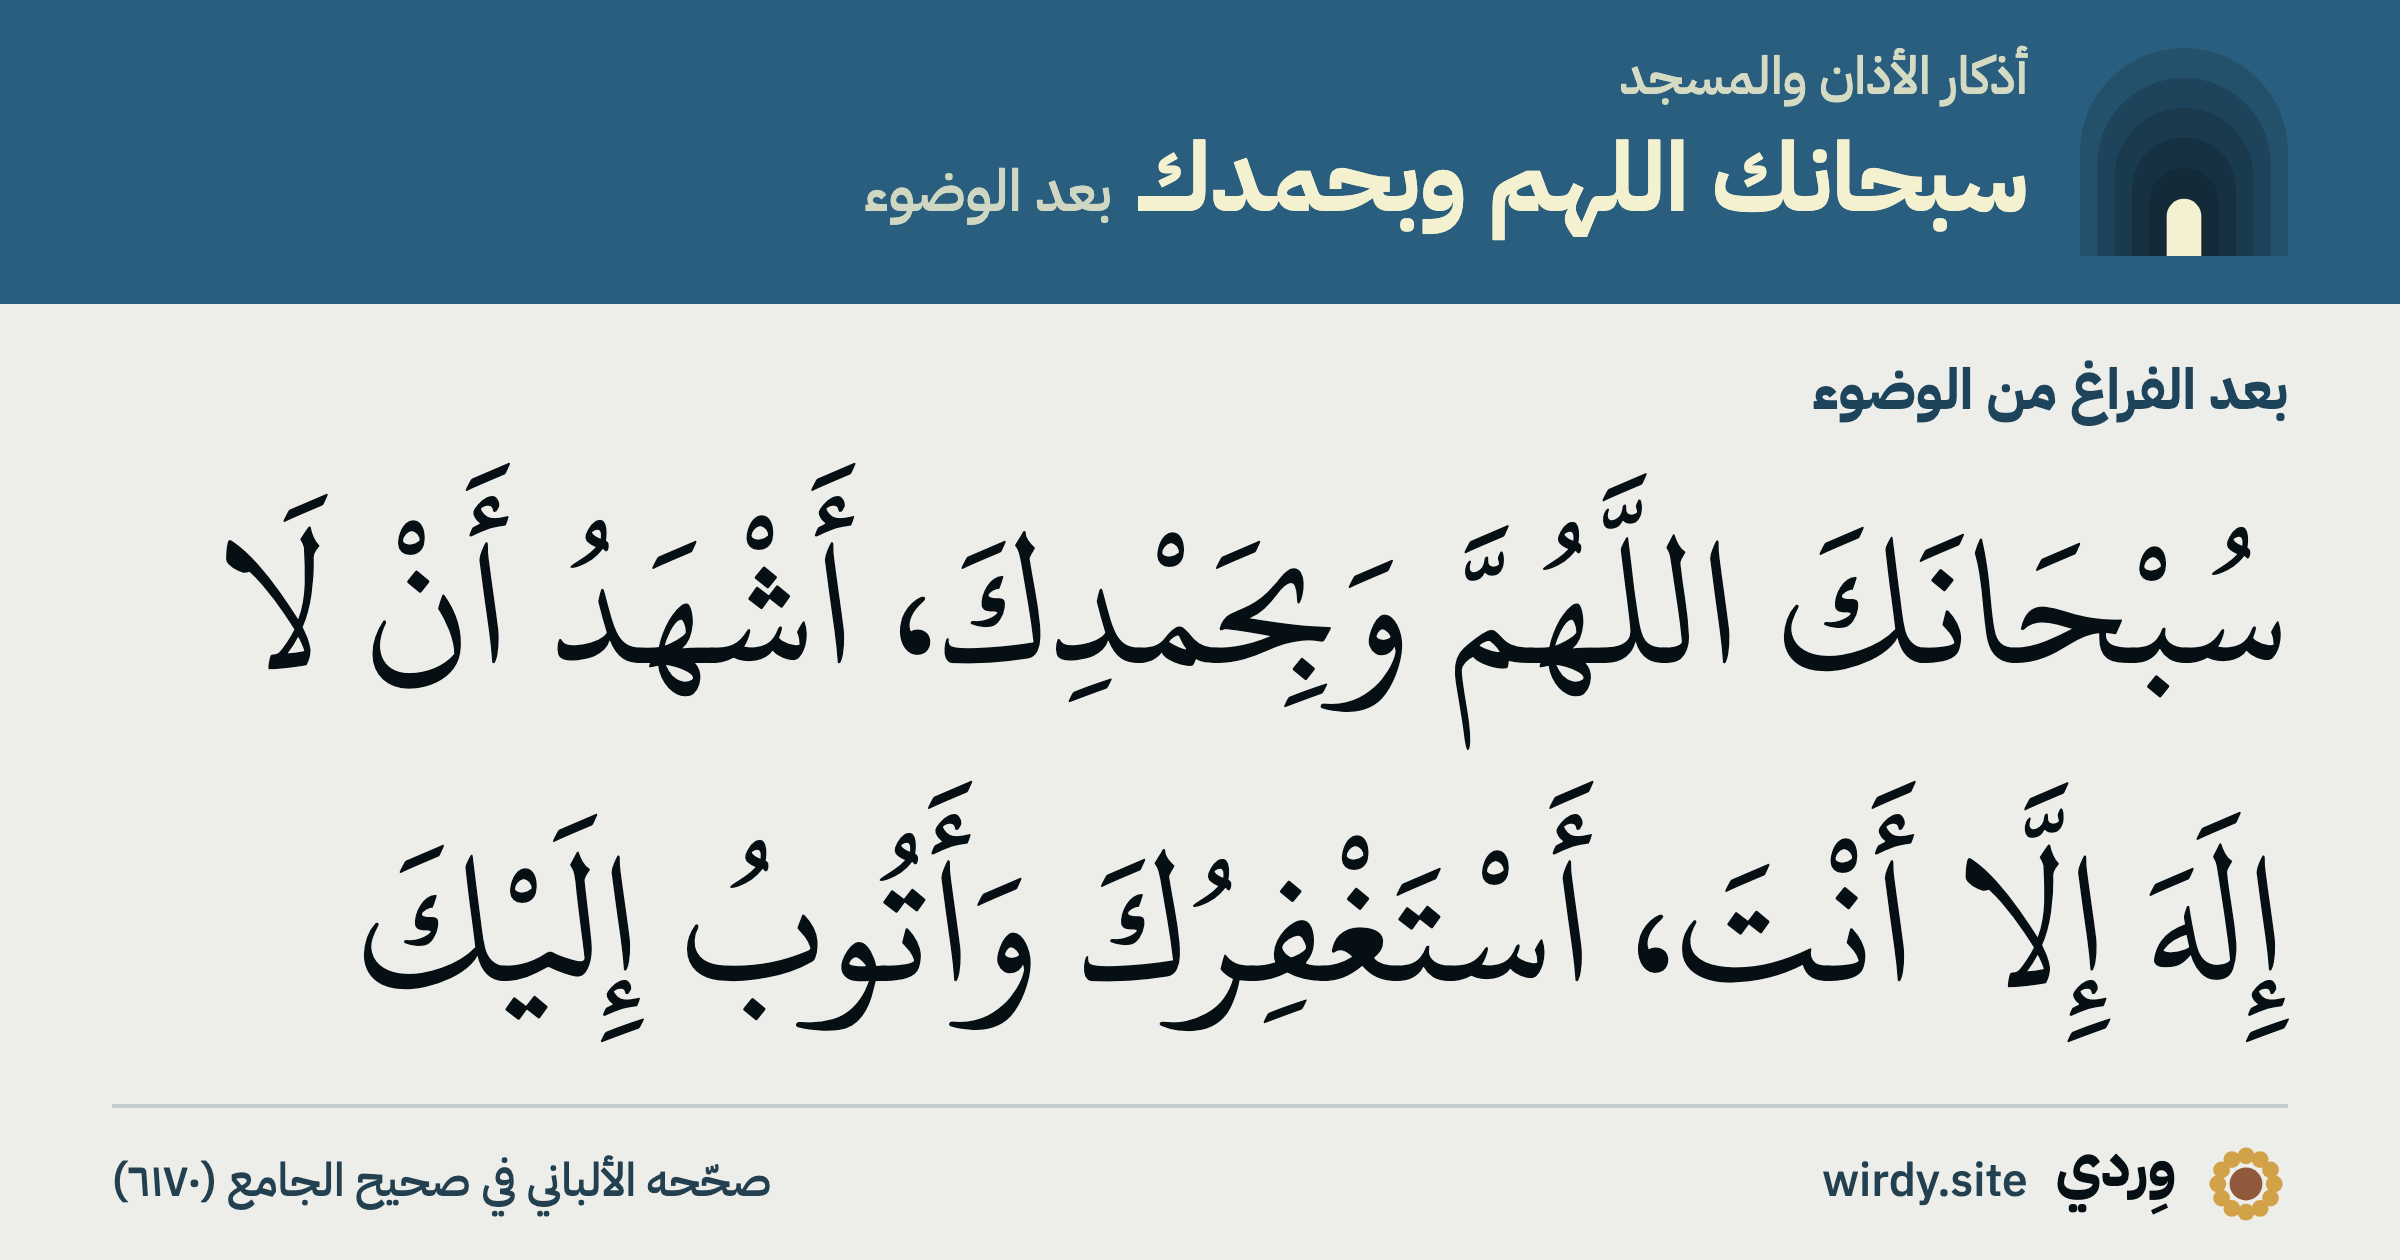 أذكار الأذان والمسجد
سبحانك اللهم وبحمدك بعد الوضوء
بعد الفراغ من الوضوء
سُبْحَانَكَ اللَّهُمَّ وَبِحَمْدِكَ، أَشْهَدُ أَنْ لَا
إِلَهَ إِلَّا أَنْتَ، أَسْتَغْفِرُكَ وَأَتُوبُ إِلَيْكَ
وِردي wirdy.site
صحّحه الألباني في صحيح الجامع (٦١٧٠)